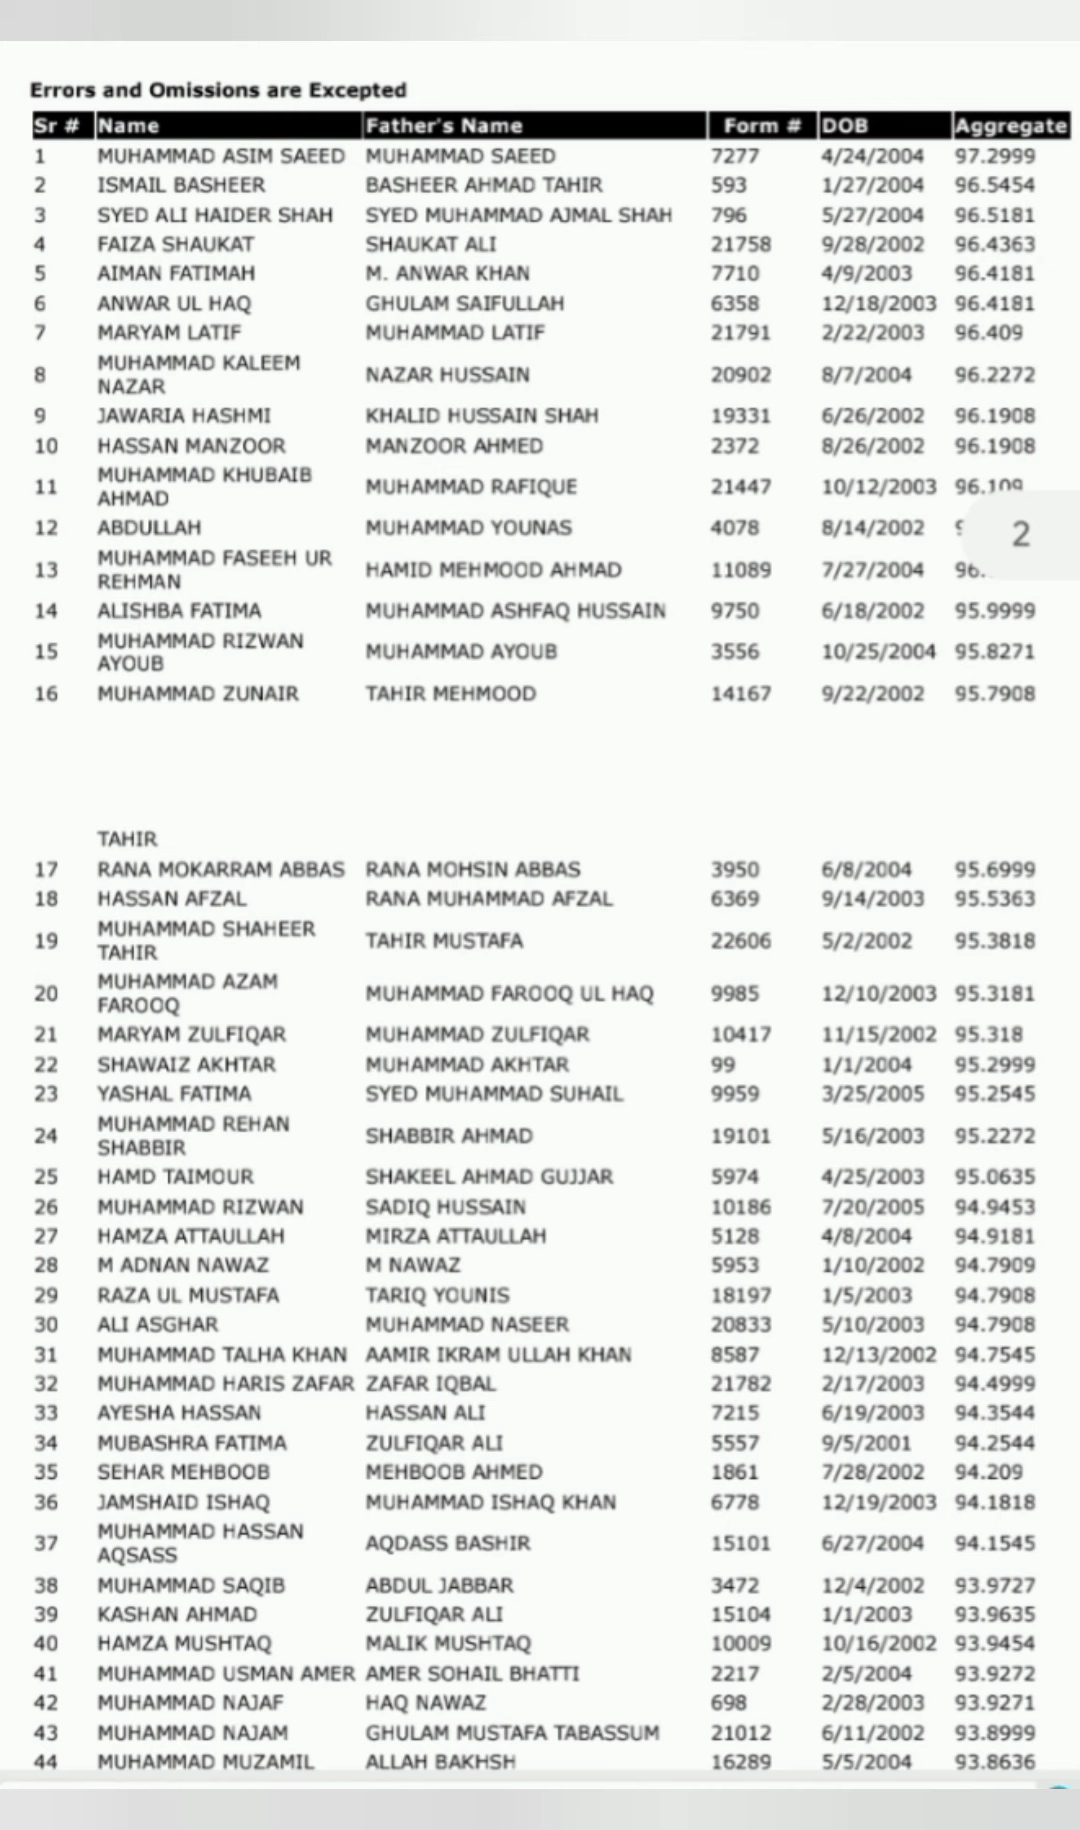 Errors and Omissions are Excepted
Sr # Name Father's Name Form # DOB Aggregate
1 MUHAMMAD ASIM SAEED MUHAMMAD SAEED 7277 4/24/2004 97.2999
2 ISMAIL BASHEER BASHEER AHMAD TAHIR 593 1/27/2004 96.5454
3 SYED ALI HAIDER SHAH SYED MUHAMMAD AJMAL SHAH 796 5/27/2004 96.5181
4 FAIZA SHAUKAT SHAUKAT ALI 21758 9/28/2002 96.4363
5 AIMAN FATIMAH M. ANWAR KHAN 7710 4/9/2003 96.4181
6 ANWAR UL HAQ GHULAM SAIFULLAH 6358 12/18/2003 96.4181
7 MARYAM LATIF MUHAMMAD LATIF 21791 2/22/2003 96.409
8 MUHAMMAD KALEEM
NAZAR NAZAR HUSSAIN 20902 8/7/2004 96.2272
9 JAWARIA HASHMI KHALID HUSSAIN SHAH 19331 6/26/2002 96.1908
10 HASSAN MANZOOR MANZOOR AHMED 2372 8/26/2002 96.1908
11 MUHAMMAD KHUBAIB
AHMAD MUHAMMAD RAFIQUE 21447 10/12/2003 96.109
12 ABDULLAH MUHAMMAD YOUNAS 4078 8/14/2002
2
13 MUHAMMAD FASEEH UR
REHMAN HAMID MEHMOOD AHMAD 11089 7/27/2004
14 ALISHBA FATIMA MUHAMMAD ASHFAQ HUSSAIN 9750 6/18/2002 95.9999
15 MUHAMMAD RIZWAN
AYOUB MUHAMMAD AYOUB 3556 10/25/2004 95.8271
16 MUHAMMAD ZUNAIR TAHIR MEHMOOD 14167 9/22/2002 95.7908
TAHIR
17 RANA MOKARRAM ABBAS RANA MOHSIN ABBAS 3950 6/8/2004 95.6999
18 HASSAN AFZAL RANA MUHAMMAD AFZAL 6369 9/14/2003 95.5363
19 MUHAMMAD SHAHEER
TAHIR TAHIR MUSTAFA 22606 5/2/2002 95.3818
20 MUHAMMAD AZAM
FAROOQ MUHAMMAD FAROOQ UL HAQ 9985 12/10/2003 95.3181
21 MARYAM ZULFIQAR MUHAMMAD ZULFIQAR 10417 11/15/2002 95.318
22 SHAWAIZ AKHTAR MUHAMMAD AKHTAR 99 1/1/2004 95.2999
23 YASHAL FATIMA SYED MUHAMMAD SUHAIL 9959 3/25/2005 95.2545
24 MUHAMMAD REHAN
SHABBIR SHABBIR AHMAD 19101 5/16/2003 95.2272
25 HAMD TAIMOUR SHAKEEL AHMAD GUJJAR 5974 4/25/2003 95.0635
26 MUHAMMAD RIZWAN SADIQ HUSSAIN 10186 7/20/2005 94.9453
27 HAMZA ATTAULLAH MIRZA ATTAULLAH 5128 4/8/2004 94.9181
28 M ADNAN NAWAZ M NAWAZ 5953 1/10/2002 94.7909
29 RAZA UL MUSTAFA TARIQ YOUNIS 18197 1/5/2003 94.7908
30 ALI ASGHAR MUHAMMAD NASEER 20833 5/10/2003 94.7908
31 MUHAMMAD TALHA KHAN AAMIR IKRAM ULLAH KHAN 8587 12/13/2002 94.7545
32 MUHAMMAD HARIS ZAFAR ZAFAR IQBAL 21782 2/17/2003 94.4999
33 AYESHA HASSAN HASSAN ALI 7215 6/19/2003 94.3544
34 MUBASHRA FATIMA ZULFIQAR ALI 5557 9/5/2001 94.2544
35 SEHAR MEHBOOB MEHBOOB AHMED 1861 7/28/2002 94.209
36 JAMSHAID ISHAQ MUHAMMAD ISHAQ KHAN 6778 12/19/2003 94.1818
37 MUHAMMAD HASSAN
AQSASS AQDASS BASHIR 15101 6/27/2004 94.1545
38 MUHAMMAD SAQIB ABDUL JABBAR 3472 12/4/2002 93.9727
39 KASHAN AHMAD ZULFIQAR ALI 15104 1/1/2003 93.9635
40 HAMZA MUSHTAQ MALIK MUSHTAQ 10009 10/16/2002 93.9454
41 MUHAMMAD USMAN AMER AMER SOHAIL BHATTI 2217 2/5/2004 93.9272
42 MUHAMMAD NAJAF HAQ NAWAZ 698 2/28/2003 93.9271
43 MUHAMMAD NAJAM GHULAM MUSTAFA TABASSUM 21012 6/11/2002 93.8999
44 MUHAMMAD MUZAMIL ALLAH BAKHSH 16289 5/5/2004 93.8636